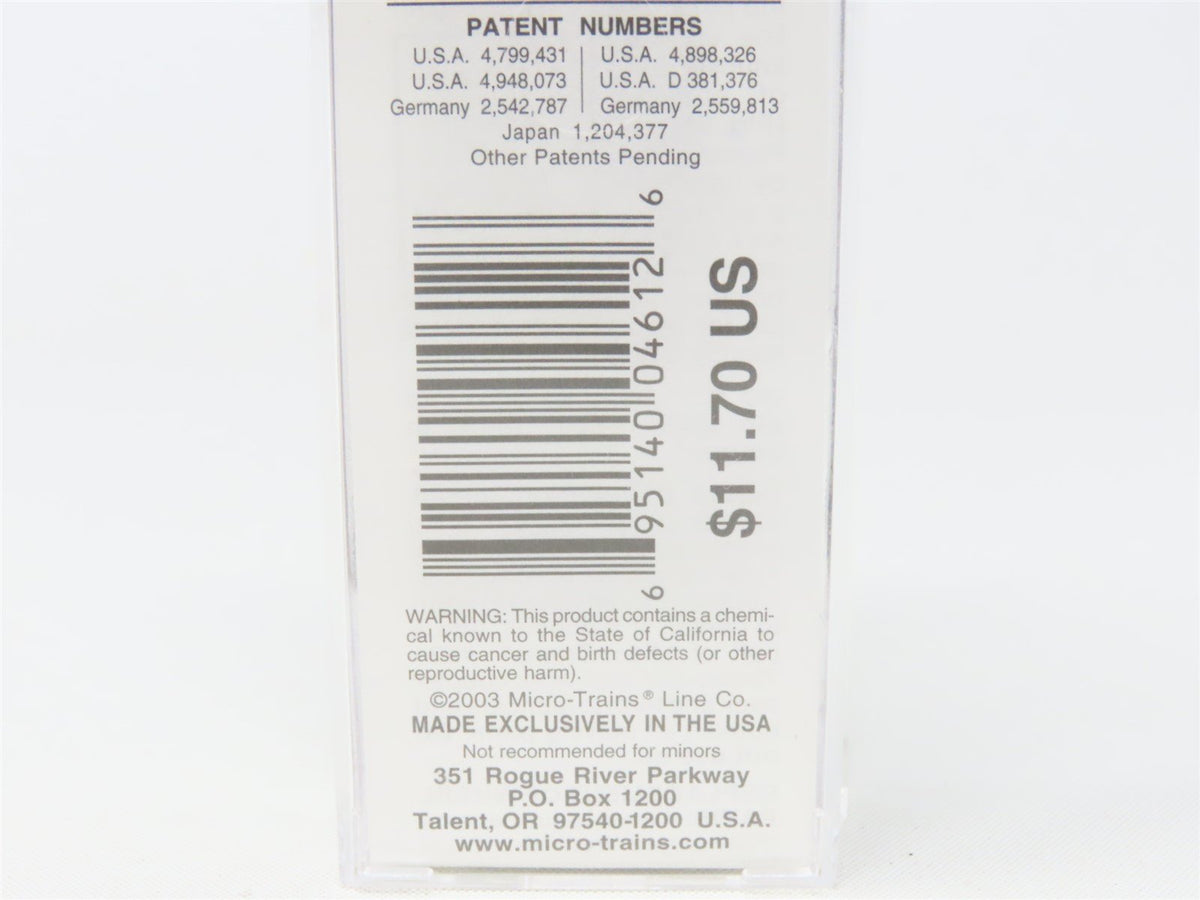 PATENT NUMBERS
U.S.A. 4,799,431 | U.S.A. 4,898,326
U.S.A. 4,948,073 | U.S.A. D 381,376
Germany 2,542,787 | Germany 2,559,813
Japan 1,204,377
Other Patents Pending
6 95140 04612 6
$11.70 US
WARNING: This product contains a chemi-
cal known to the State of California to
cause cancer and birth defects (or other
reproductive harm).
©2003 Micro-Trains® Line Co.
MADE EXCLUSIVELY IN THE USA
Not recommended for minors
351 Rogue River Parkway
P.O. Box 1200
Talent, OR 97540-1200 U.S.A.
www.micro-trains.com